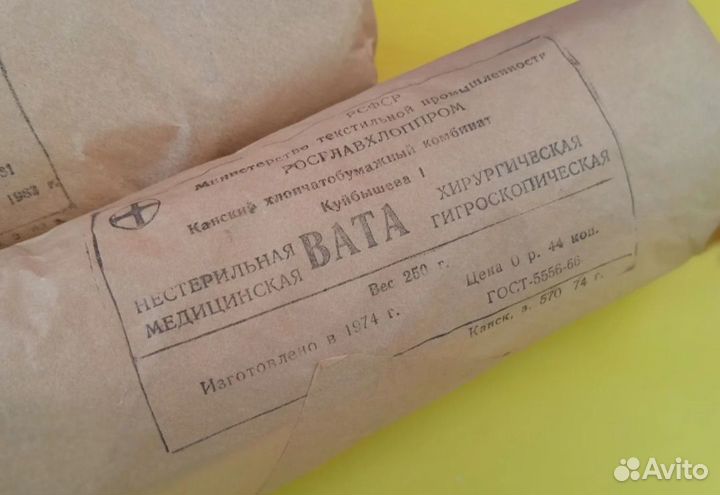 РСФСР
Министерство текстильной промышленности
РОСГЛАВХЛОППРОМ
Канский хлопчатобумажный комбинат
Куйбышева 1
НЕСТЕРИЛЬНАЯ
МЕДИЦИНСКАЯ
ВАТА
ХИРУРГИЧЕСКАЯ
ГИГРОСКОПИЧЕСКАЯ
Вес 250 г.
Цена 0 р. 44 коп.
ГОСТ-5556-66
Изготовлено в 1974 г.
Канск, з. 570 74 г.
Avito